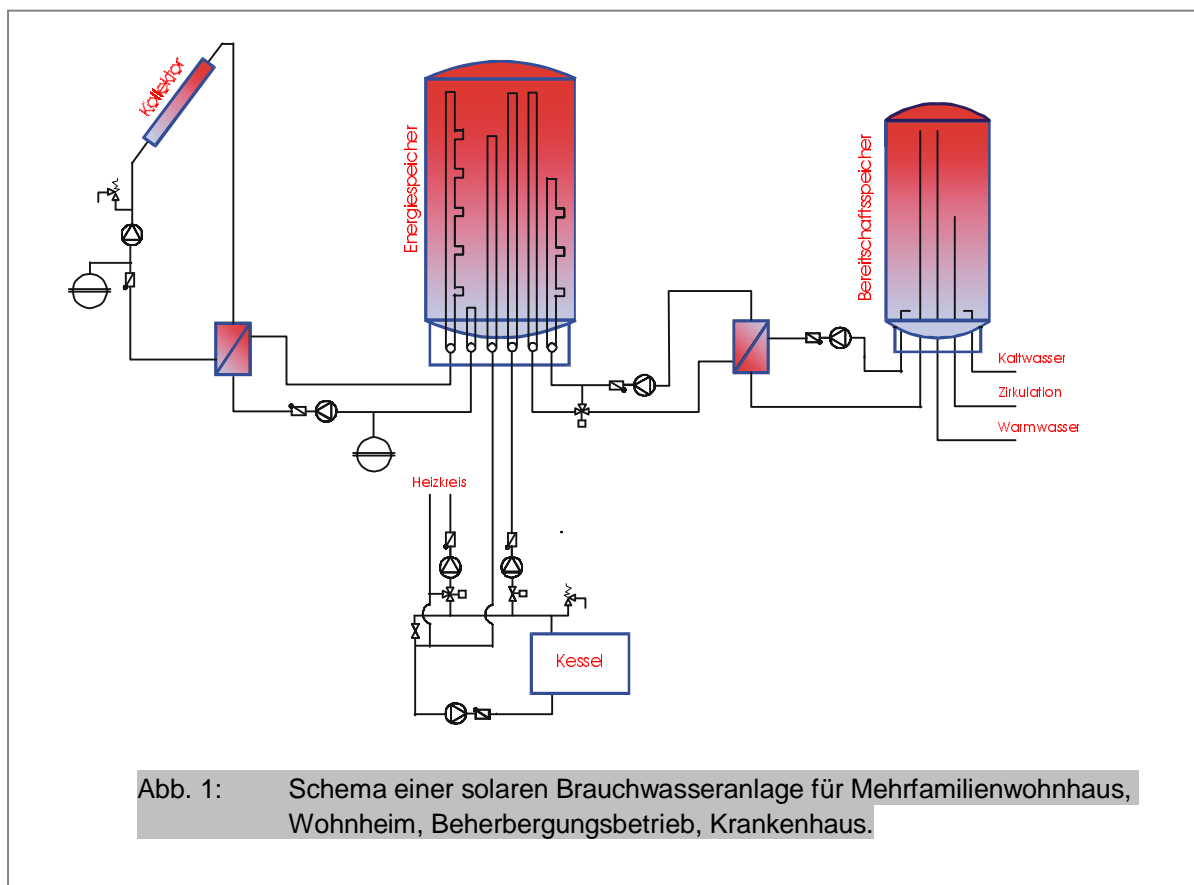 Kollektor
Energiespeicher
Bereitschaftsspeicher
Kaltwasser
Zirkulation
Warmwasser
Heizkreis
Kessel
Abb. 1: Schema einer solaren Brauchwasseranlage für Mehrfamilienwohnhaus,
Wohnheim, Beherbergungsbetrieb, Krankenhaus.